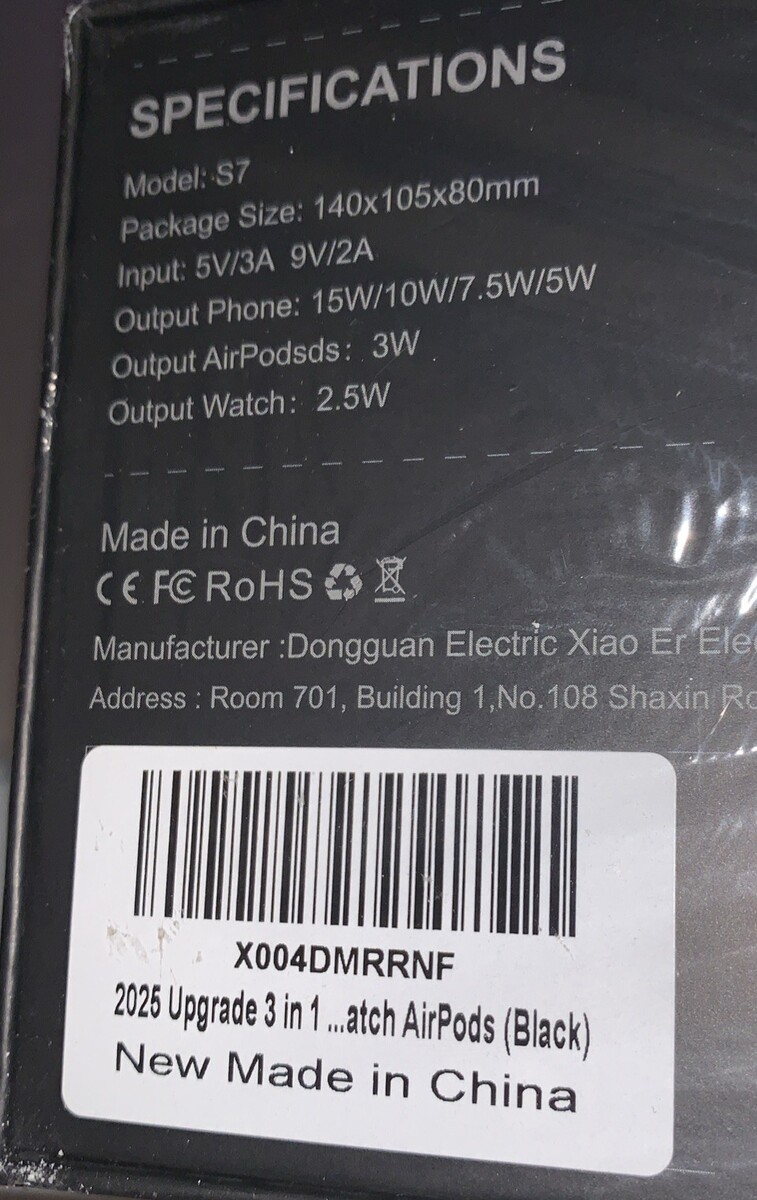 SPECIFICATIONS
Model: S7
Package Size: 140x105x80mm
Input: 5V/3A 9V/2A
Output Phone: 15W/10W/7.5W/5W
Output AirPodsds: 3W
Output Watch: 2.5W
Made in China
CE FC RoHS
Manufacturer :Dongguan Electric Xiao Er
Address : Room 701, Building 1,No.108 Shaxin
X004DMRRNF
2025 Upgrade 3 in 1 ...atch AirPods (Black)
New Made in China